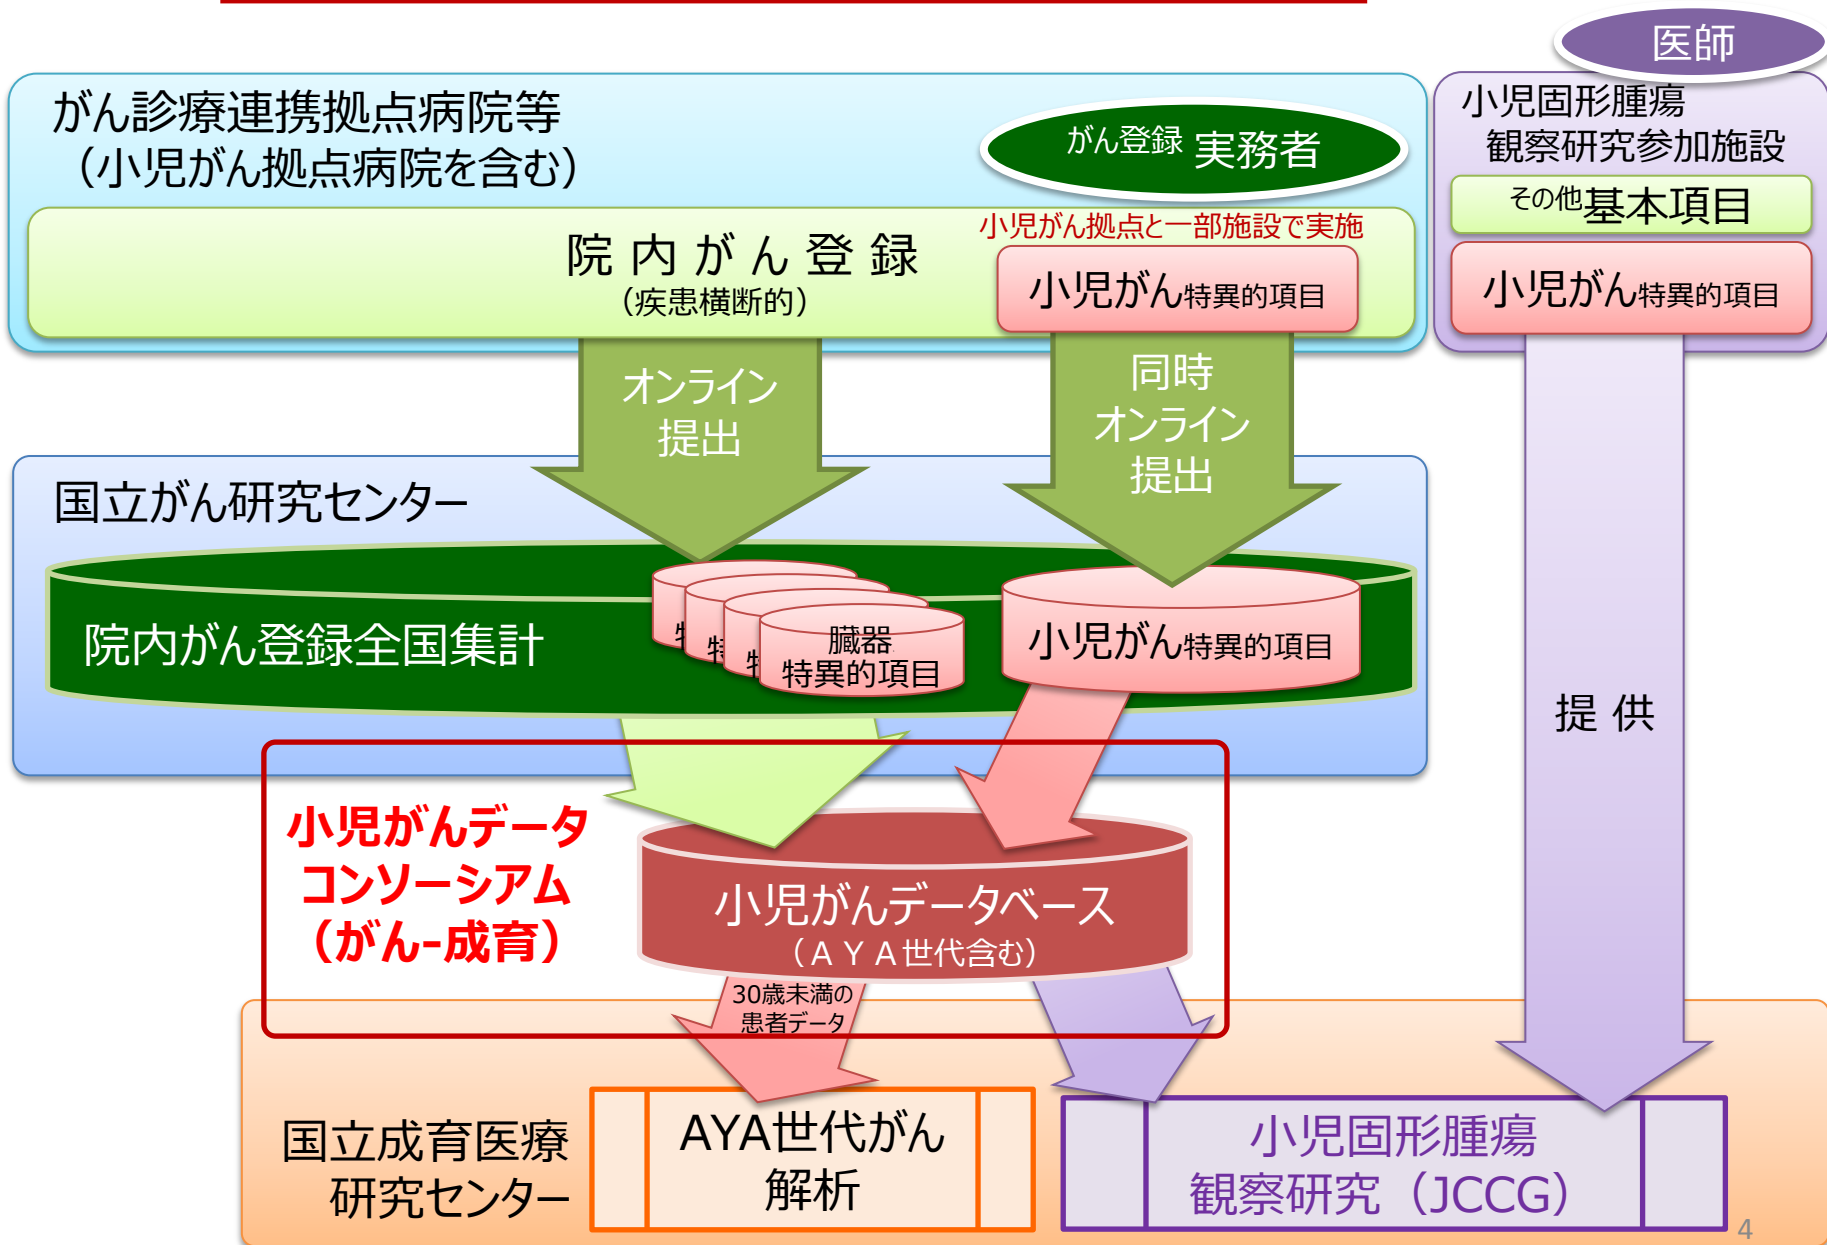 医師
がん診療連携拠点病院等
（小児がん拠点病院を含む）
がん登録 実務者
小児固形腫瘍
観察研究参加施設
その他基本項目
小児がん特異的項目
小児がん拠点と一部施設で実施
院内がん登録
（疾患横断的）
小児がん特異的項目
オンライン
提出
同時
オンライン
提出
国立がん研究センター
院内がん登録全国集計
特
特
特
臓器
特異的項目
小児がん特異的項目
提供
小児がんデータ
コンソーシアム
（がん-成育）
小児がんデータベース
（ＡＹＡ世代含む）
30歳未満の
患者データ
国立成育医療
研究センター
AYA世代がん
解析
小児固形腫瘍
観察研究（JCCG）
4